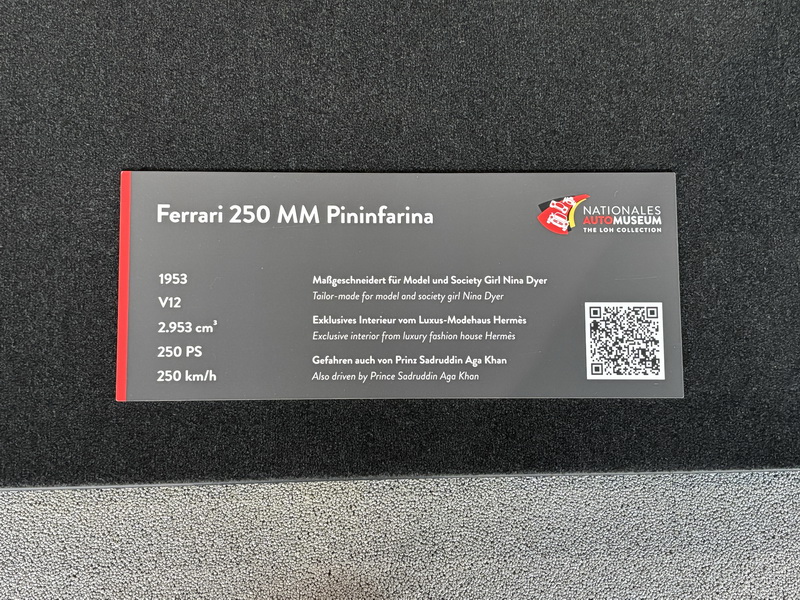 Ferrari 250 MM Pininfarina
NATIONALES
AUTOMUSEUM
THE LOH COLLECTION
1953
V12
2.953 cm³
250 PS
250 km/h
Maßgeschneidert für Model und Society Girl Nina Dyer
Tailor-made for model and society girl Nina Dyer
Exklusives Interieur vom Luxus-Modehaus Hermès
Exclusive interior from luxury fashion house Hermès
Gefahren auch von Prinz Sadruddin Aga Khan
Also driven by Prince Sadruddin Aga Khan